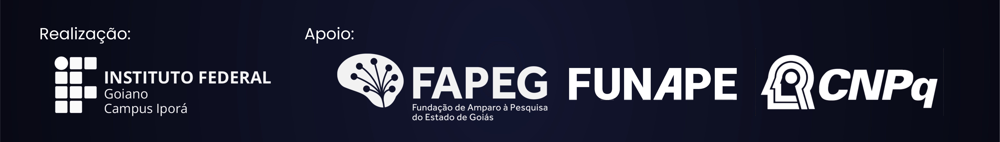 Realização:
INSTITUTO FEDERAL
Goiano
Campus Iporá
Apoio:
FAPEG
Fundação de Amparo à Pesquisa
do Estado de Goiás
FUNAPE
CNPq